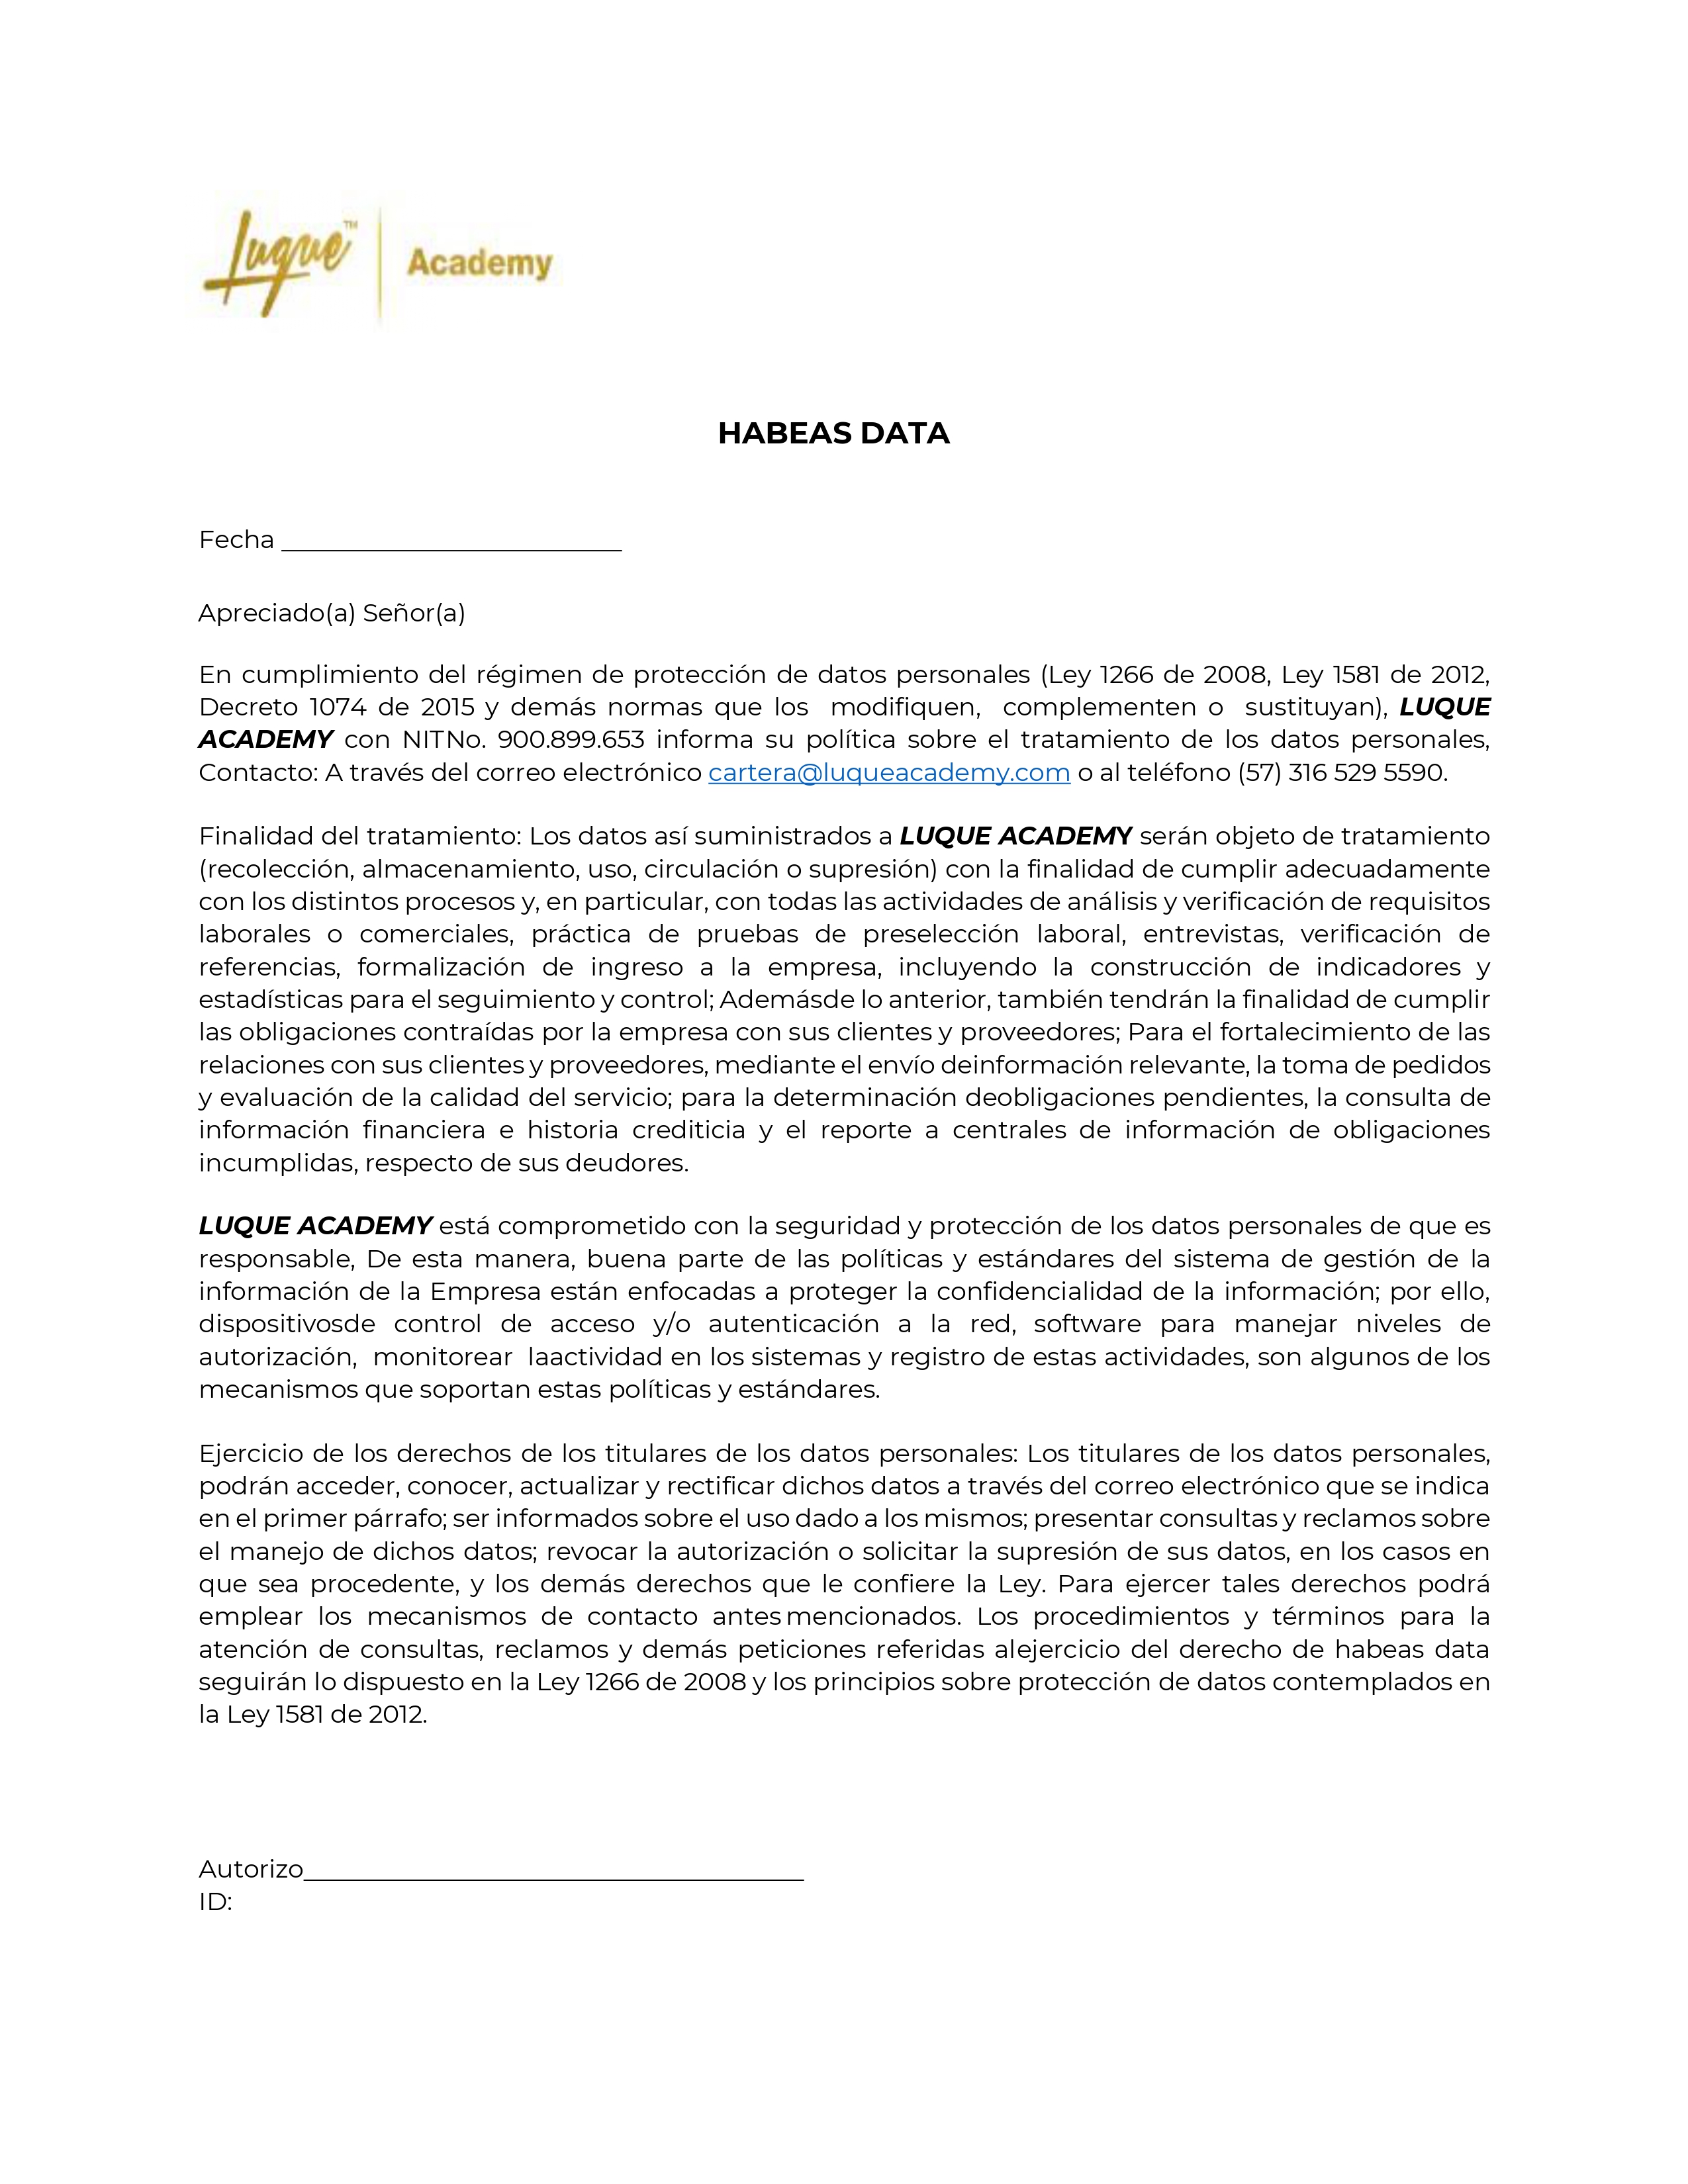 Luque™ | Academy
HABEAS DATA
Fecha __________________________
Apreciado(a) Señor(a)
En cumplimiento del régimen de protección de datos personales (Ley 1266 de 2008, Ley 1581 de 2012,
Decreto 1074 de 2015 y demás normas que los modifiquen, complementen o sustituyan), LUQUE
ACADEMY con NITNo. 900.899.653 informa su política sobre el tratamiento de los datos personales,
Contacto: A través del correo electrónico cartera@luqueacademy.com o al teléfono (57) 316 529 5590.
Finalidad del tratamiento: Los datos así suministrados a LUQUE ACADEMY serán objeto de tratamiento
(recolección, almacenamiento, uso, circulación o supresión) con la finalidad de cumplir adecuadamente
con los distintos procesos y, en particular, con todas las actividades de análisis y verificación de requisitos
laborales o comerciales, práctica de pruebas de preselección laboral, entrevistas, verificación de
referencias, formalización de ingreso a la empresa, incluyendo la construcción de indicadores y
estadísticas para el seguimiento y control; Ademásde lo anterior, también tendrán la finalidad de cumplir
las obligaciones contraídas por la empresa con sus clientes y proveedores; Para el fortalecimiento de las
relaciones con sus clientes y proveedores, mediante el envío deinformación relevante, la toma de pedidos
y evaluación de la calidad del servicio; para la determinación deobligaciones pendientes, la consulta de
información financiera e historia crediticia y el reporte a centrales de información de obligaciones
incumplidas, respecto de sus deudores.
LUQUE ACADEMY está comprometido con la seguridad y protección de los datos personales de que es
responsable, De esta manera, buena parte de las políticas y estándares del sistema de gestión de la
información de la Empresa están enfocadas a proteger la confidencialidad de la información; por ello,
dispositivosde control de acceso y/o autenticación a la red, software para manejar niveles de
autorización, monitorear laactividad en los sistemas y registro de estas actividades, son algunos de los
mecanismos que soportan estas políticas y estándares.
Ejercicio de los derechos de los titulares de los datos personales: Los titulares de los datos personales,
podrán acceder, conocer, actualizar y rectificar dichos datos a través del correo electrónico que se indica
en el primer párrafo; ser informados sobre el uso dado a los mismos; presentar consultas y reclamos sobre
el manejo de dichos datos; revocar la autorización o solicitar la supresión de sus datos, en los casos en
que sea procedente, y los demás derechos que le confiere la Ley. Para ejercer tales derechos podrá
emplear los mecanismos de contacto antes mencionados. Los procedimientos y términos para la
atención de consultas, reclamos y demás peticiones referidas alejercicio del derecho de habeas data
seguirán lo dispuesto en la Ley 1266 de 2008 y los principios sobre protección de datos contemplados en
la Ley 1581 de 2012.
Autorizo______________________________________
ID: